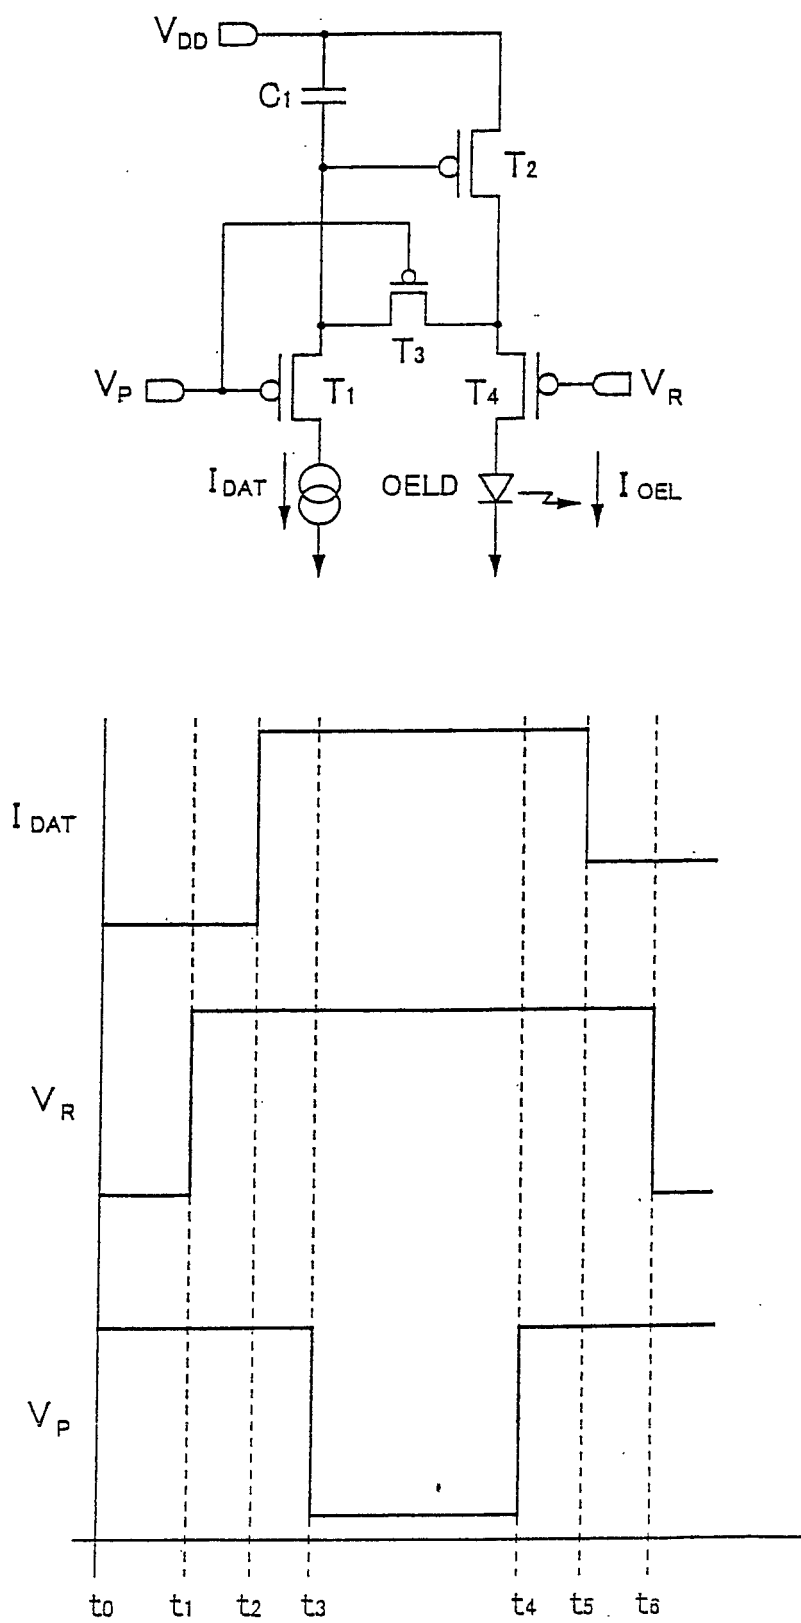 VDD
C1
T2
T3
VP
T1
T4
VR
IDAT
OELD
IOEL
IDAT
VR
VP
t0 t1 t2 t3 t4 t5 t6